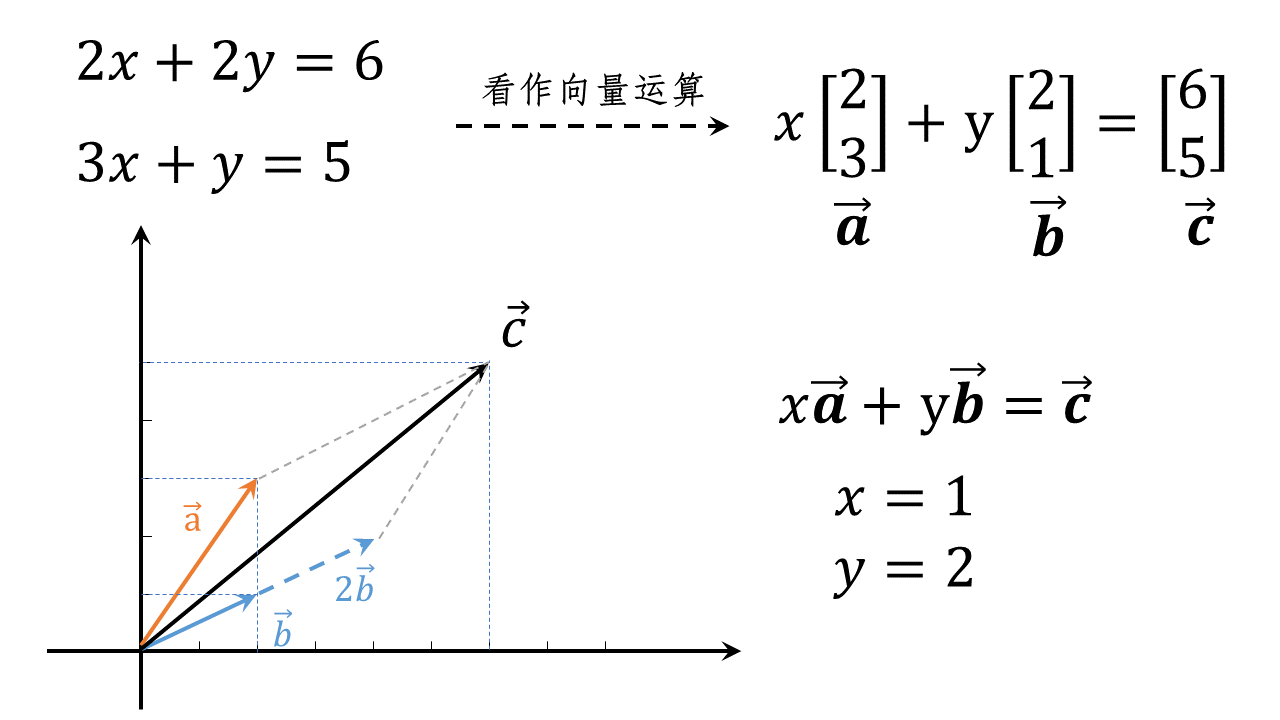 2x + 2y = 6
3x + y = 5
看作向量运算
x [2 3] + y [2 1] = [6 5]
a⃗ b⃗ c⃗
c⃗
xa⃗ + yb⃗ = c⃗
x = 1
y = 2
a⃗
2b⃗
b⃗